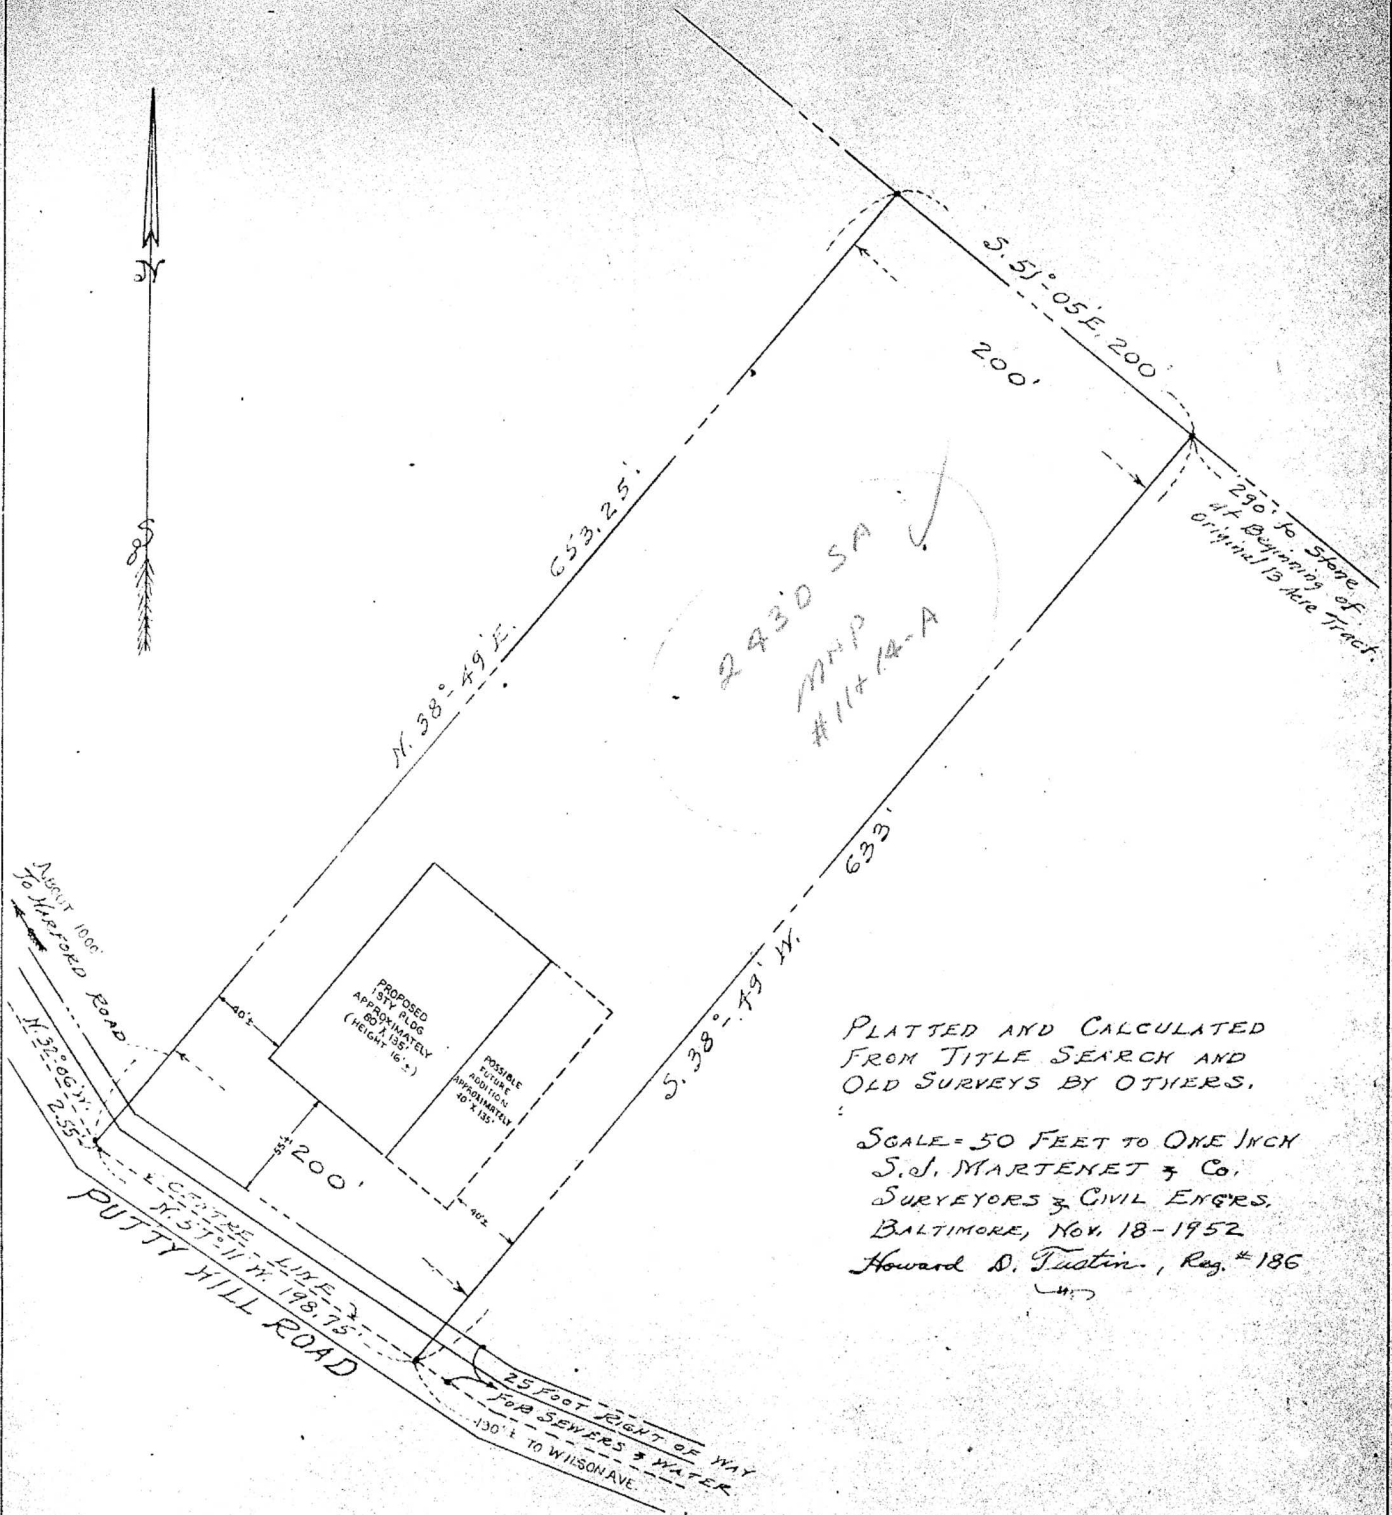 N
S
S. 51°-05'E. 200'
200'
290' to Stone
at Beginning of
Original 13 Acre Tract.
653.25'
N. 38°-49'E.
2430 SA
MNP
#11+14-A
633'
S. 38°-49' W.
ABOUT 1000'
TO HARFORD ROAD
N. 32°06' W.
2.55'
40'±
PROPOSED
1 STY BLDG
APPROXIMATELY
80' X 135'
(HEIGHT 16'±)
POSSIBLE
FUTURE
ADDITION
APPROXIMATELY
40' X 135'
55'±
200'
40'±
CENTRE LINE
N. 57°-11' W. 198.75'
PUTTY HILL ROAD
25 FOOT RIGHT OF WAY
FOR SEWERS & WATER
TO WILSON AVE.
PLATTED AND CALCULATED
FROM TITLE SEARCH AND
OLD SURVEYS BY OTHERS.
SCALE = 50 FEET TO ONE INCH
S.J. MARTENET & Co.
SURVEYORS & CIVIL ENGRS.
BALTIMORE, NOV. 18-1952
Howard D. Tustin, Reg. #186